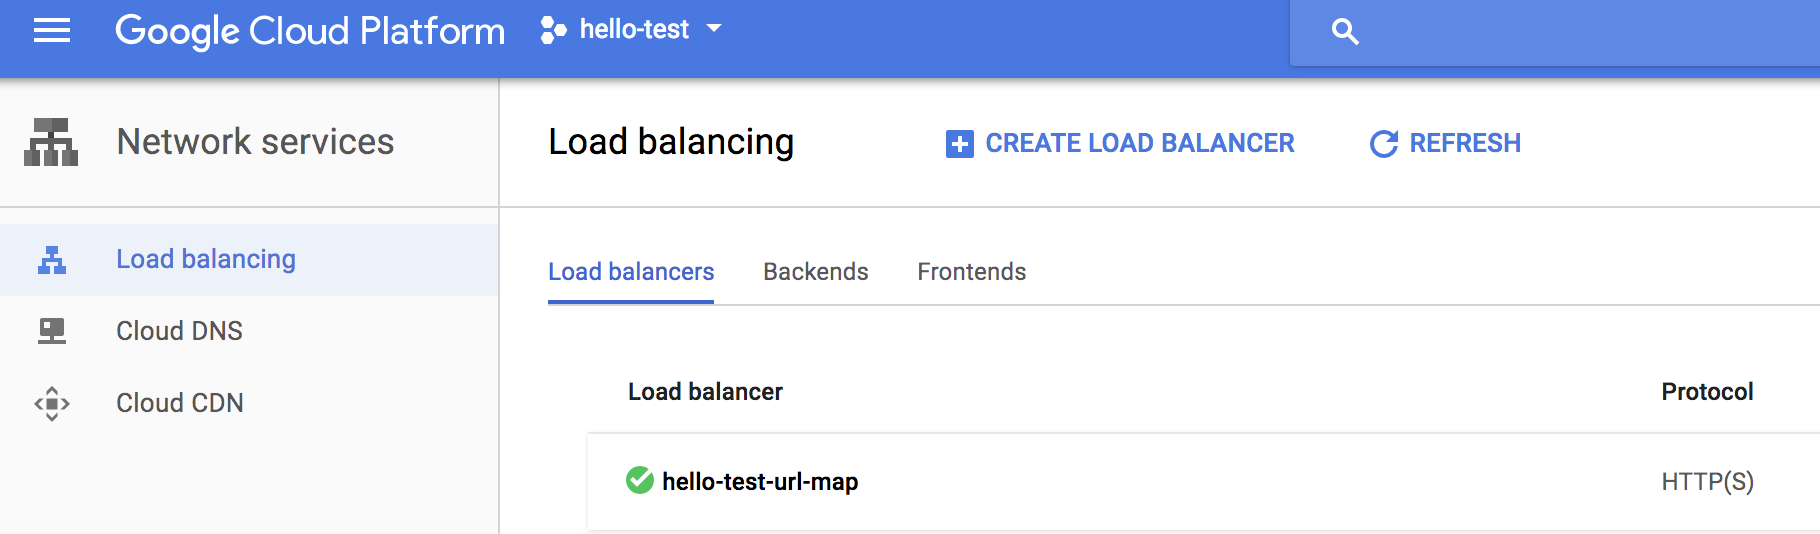 Google Cloud Platform hello-test
Network services
Load balancing CREATE LOAD BALANCER REFRESH
Load balancing
Cloud DNS
Cloud CDN
Load balancers Backends Frontends
Load balancer Protocol
hello-test-url-map HTTP(S)